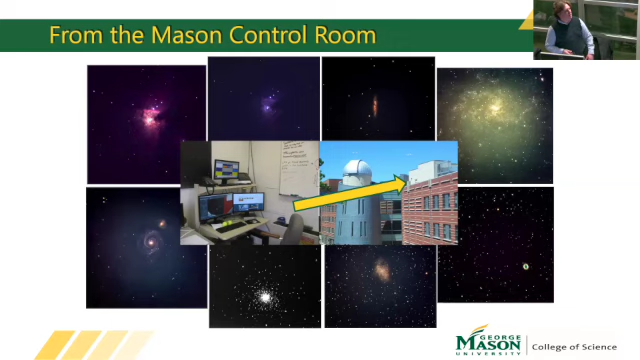 From the Mason Control Room
GEORGE
MASON
UNIVERSITY
College of Science